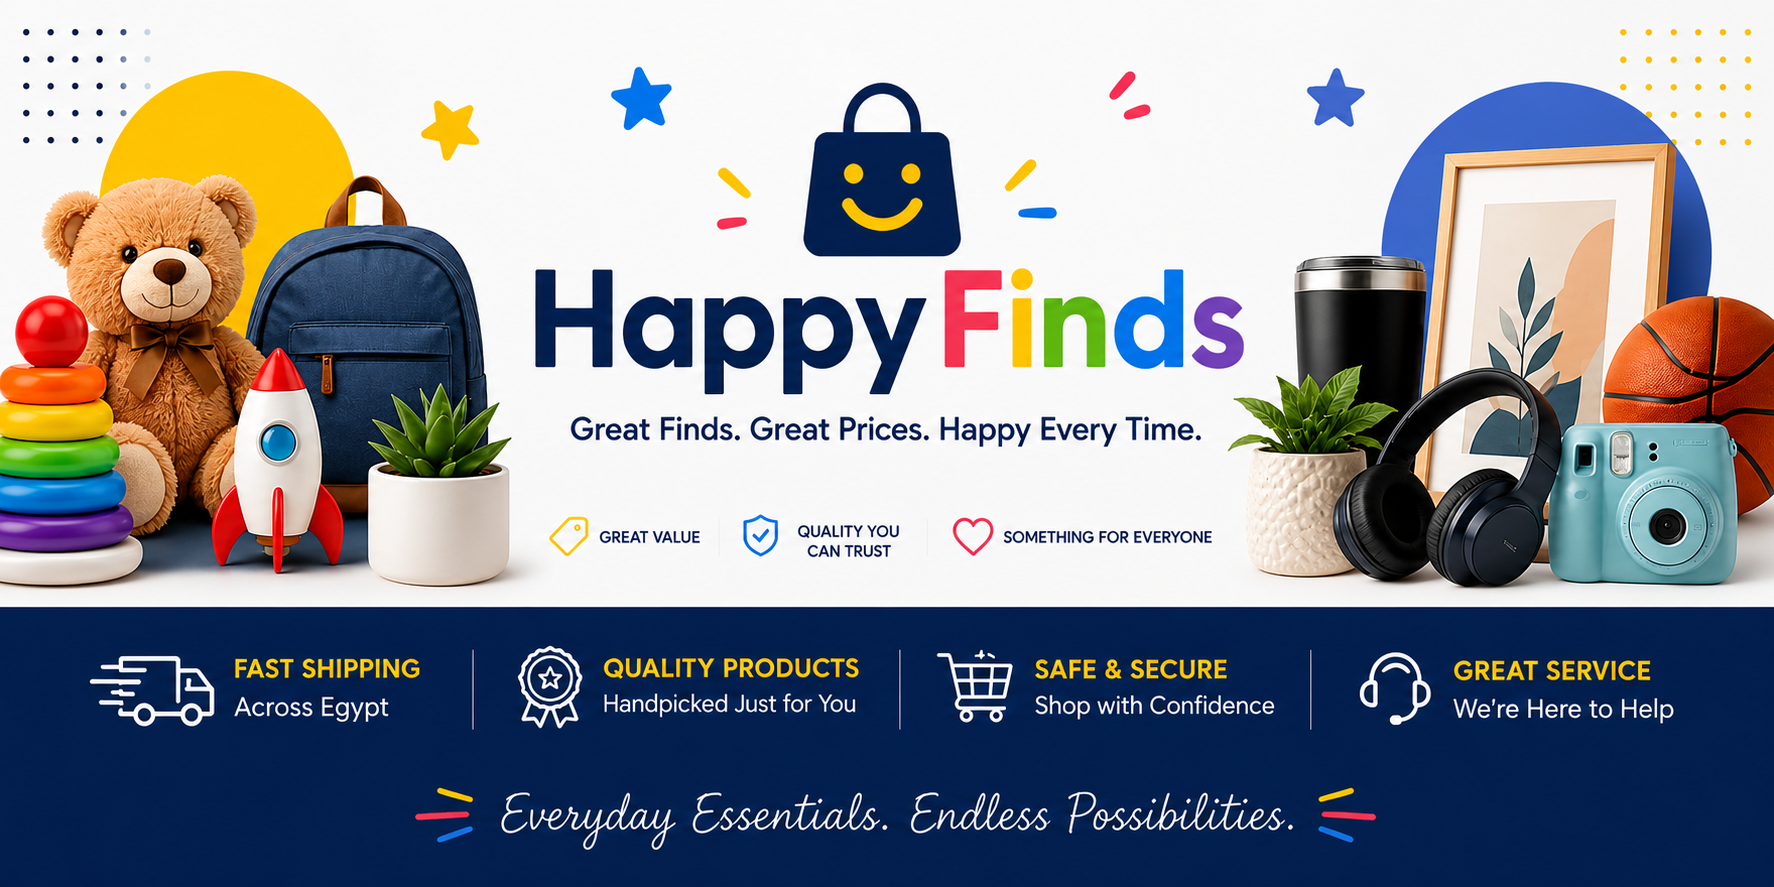 HappyFinds
Great Finds. Great Prices. Happy Every Time.
GREAT VALUE
QUALITY YOU
CAN TRUST
SOMETHING FOR EVERYONE
FAST SHIPPING
Across Egypt
QUALITY PRODUCTS
Handpicked Just for You
SAFE & SECURE
Shop with Confidence
GREAT SERVICE
We're Here to Help
Everyday Essentials. Endless Possibilities.